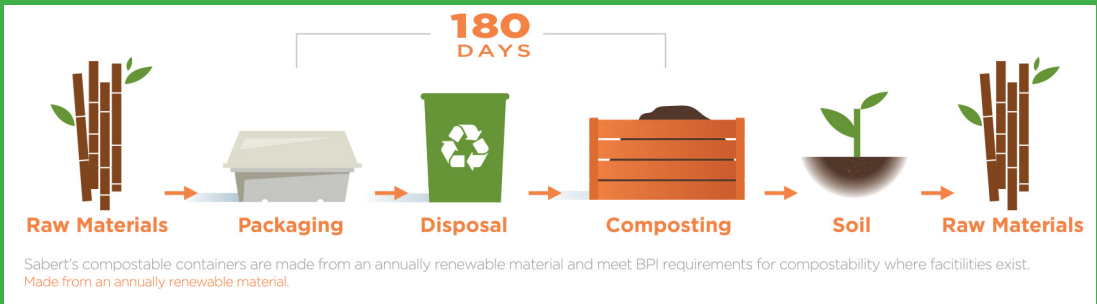 180
DAYS
Raw Materials
Packaging
Disposal
Composting
Soil
Raw Materials
Sabert's compostable containers are made from an annually renewable material and meet BPI requirements for compostability where facitilities exist.
Made from an annually renewable material.